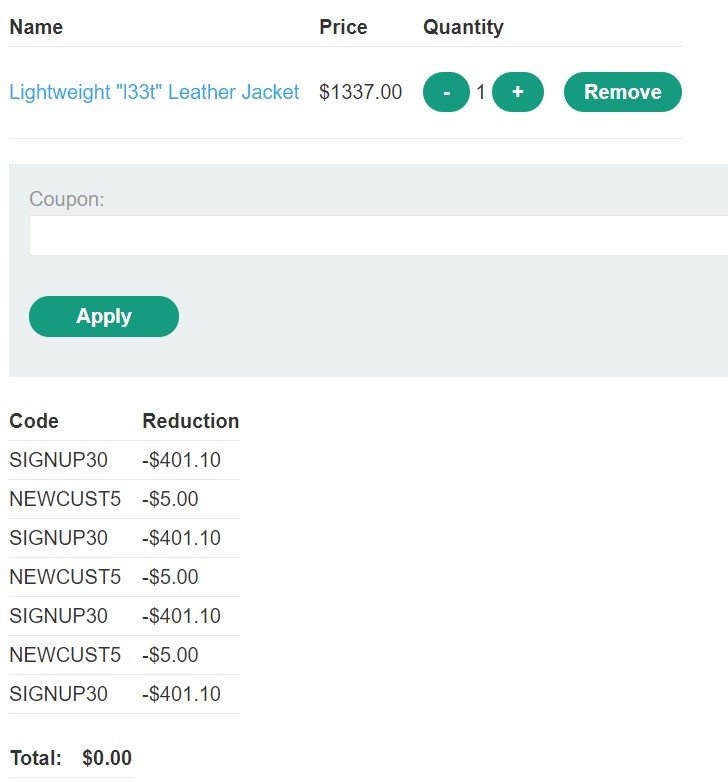 Name Price Quantity
Lightweight "l33t" Leather Jacket $1337.00 - 1 + Remove
Coupon:
Apply
Code Reduction
SIGNUP30 -$401.10
NEWCUST5 -$5.00
SIGNUP30 -$401.10
NEWCUST5 -$5.00
SIGNUP30 -$401.10
NEWCUST5 -$5.00
SIGNUP30 -$401.10
Total: $0.00